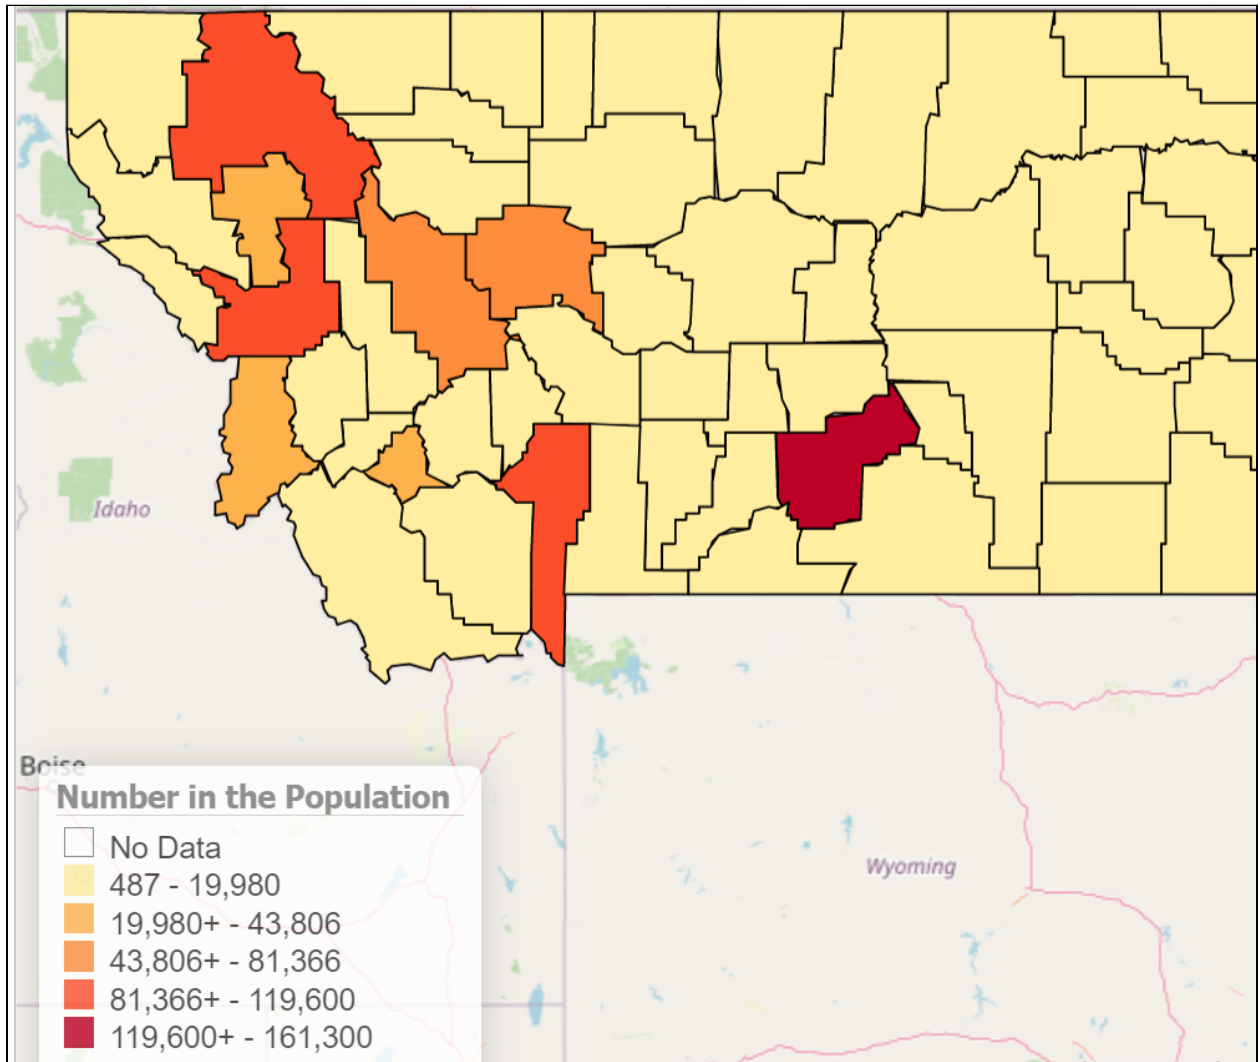 Idaho
Boise
Wyoming
Number in the Population
No Data
487 - 19,980
19,980+ - 43,806
43,806+ - 81,366
81,366+ - 119,600
119,600+ - 161,300